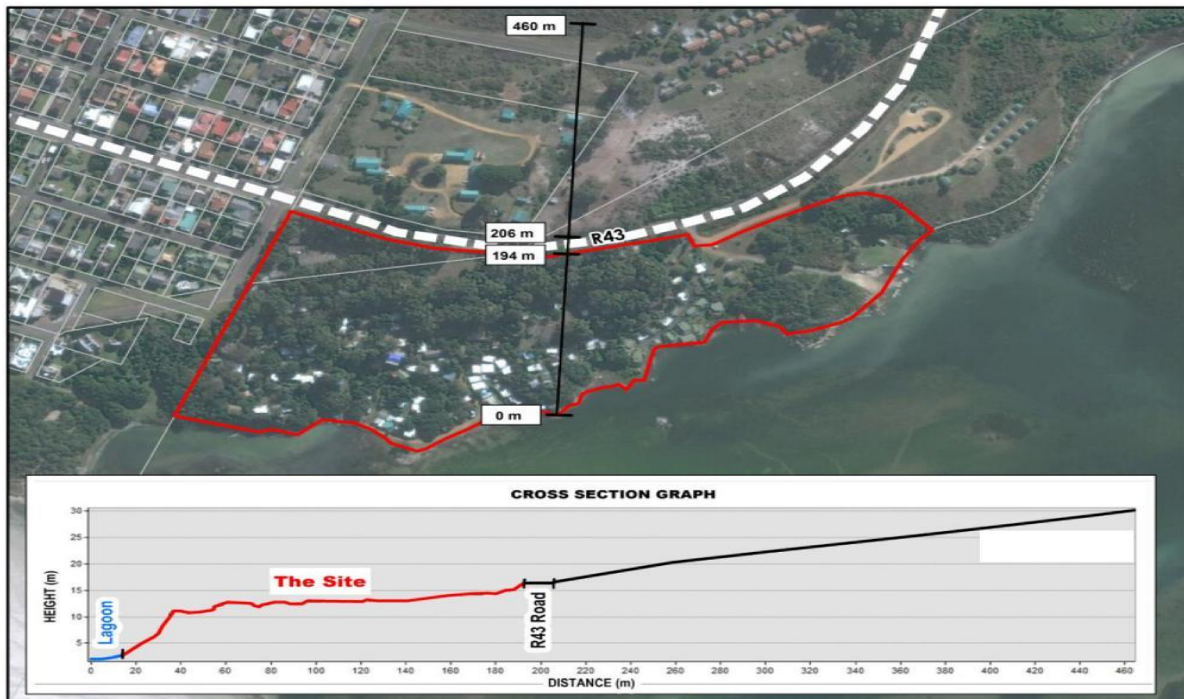 460 m
206 m
R43
194 m
0 m
CROSS SECTION GRAPH
HEIGHT (m)
30
25
20
15
10
5
Lagoon
The Site
R43 Road
0 20 40 60 80 100 120 140 160 180 200 220 240 260 280 300 320 340 360 380 400 420 440 460
DISTANCE (m)